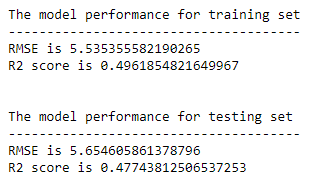 The model performance for training set
--------------------------------------
RMSE is 5.535355582190265
R2 score is 0.4961854821649967
The model performance for testing set
--------------------------------------
RMSE is 5.654605861378796
R2 score is 0.47743812506537253